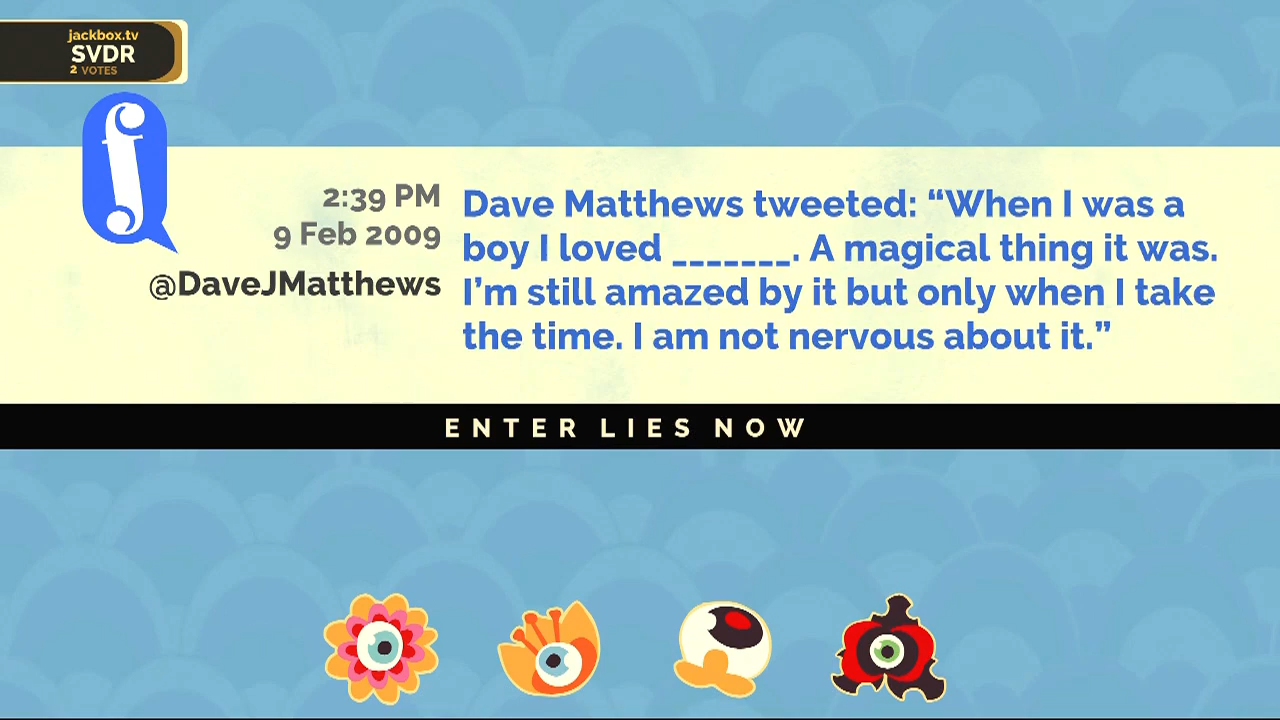 jackbox.tv
SVDR
2 VOTES
f
2:39 PM
9 Feb 2009
@DaveJMatthews
Dave Matthews tweeted: “When I was a
boy I loved _______. A magical thing it was.
I’m still amazed by it but only when I take
the time. I am not nervous about it.”
ENTER LIES NOW